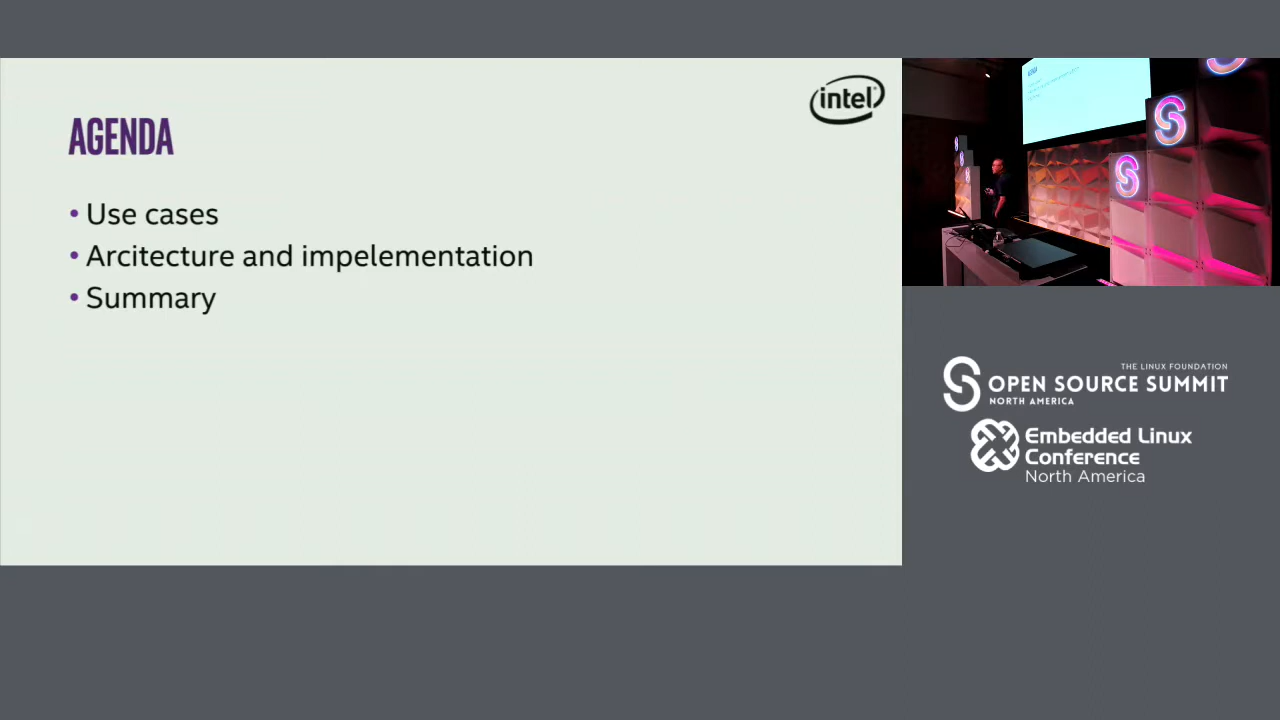 intel
AGENDA
• Use cases
• Arcitecture and impelementation
• Summary
THE LINUX FOUNDATION
OPEN SOURCE SUMMIT
NORTH AMERICA
Embedded Linux
Conference
North America